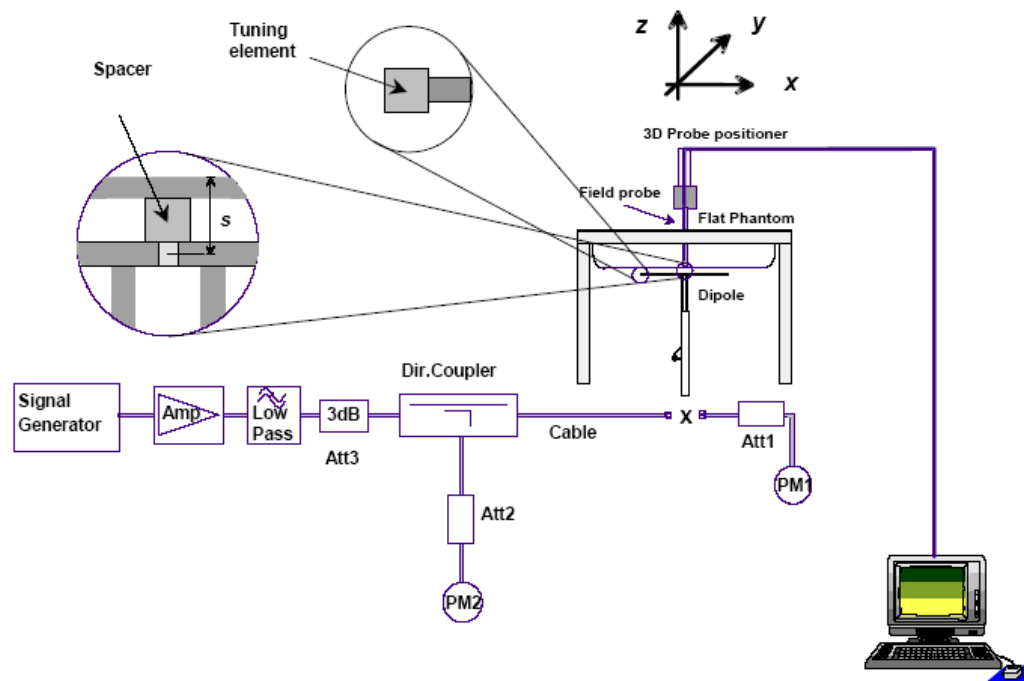 z
y
x
Tuning
element
Spacer
s
3D Probe positioner
Field probe
Flat Phantom
Dipole
Dir.Coupler
Signal
Generator
Amp
Low
Pass
3dB
Att3
Cable
X
Att1
PM1
Att2
PM2